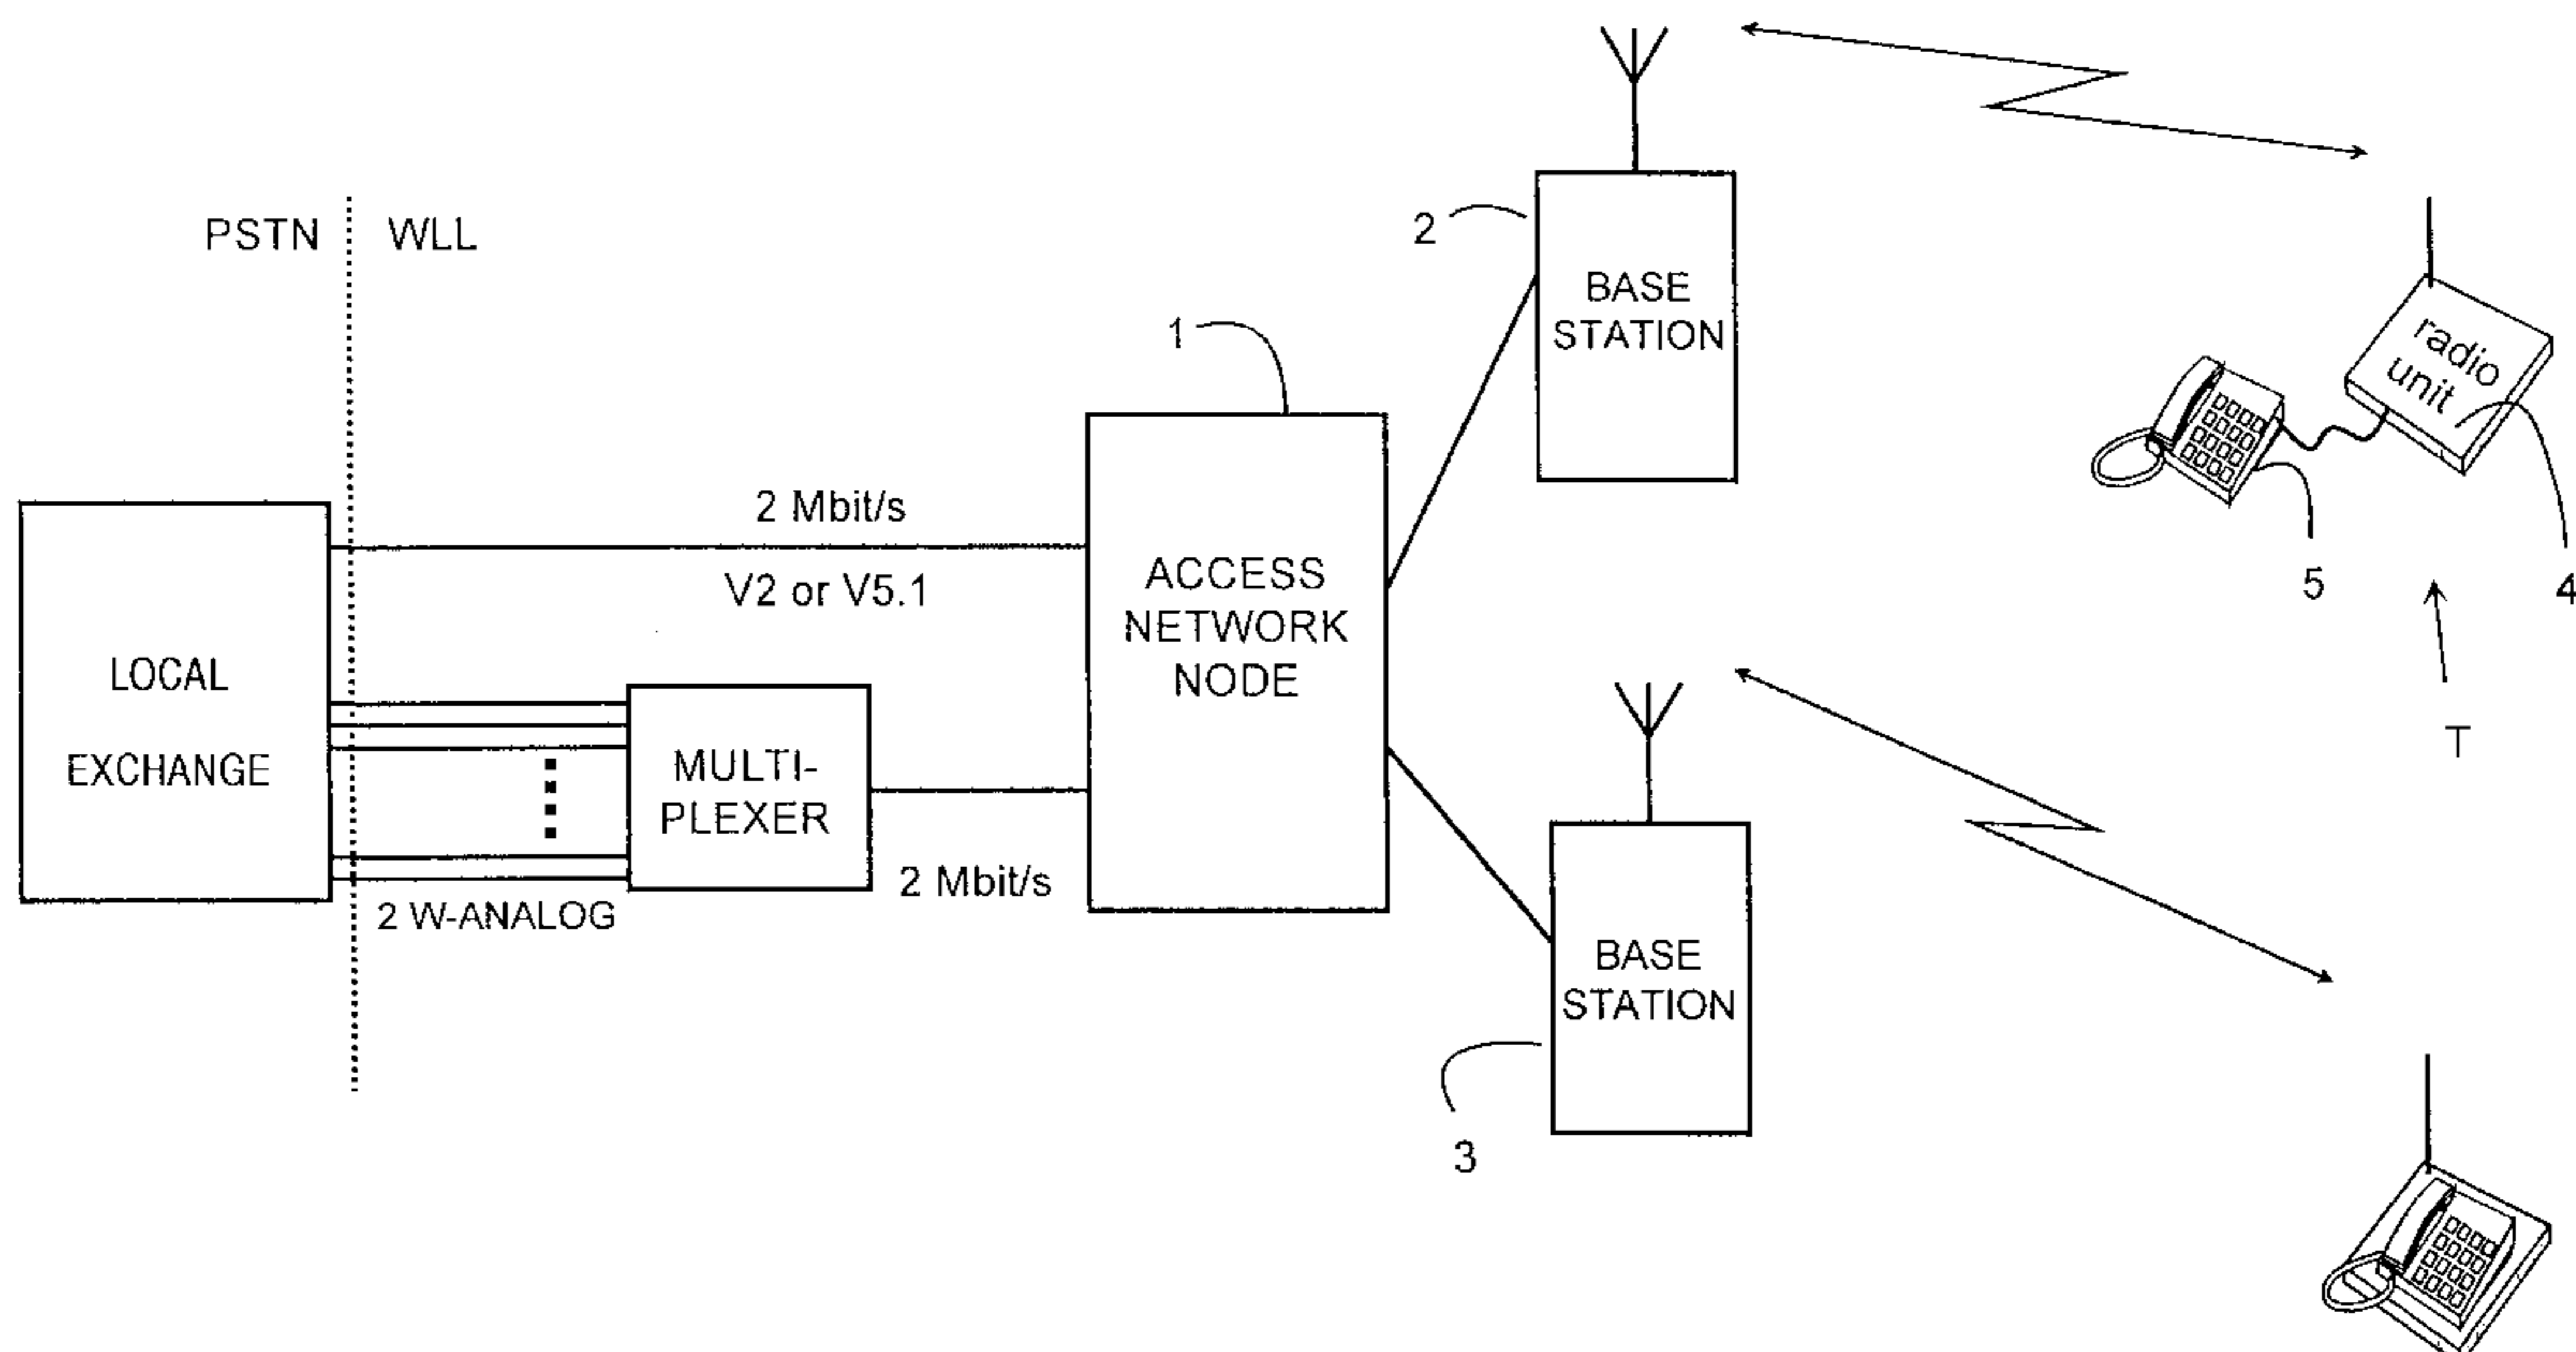 PSTN
WLL
2
BASE
STATION
1
radio
unit
5
4
2 Mbit/s
V2 or V5.1
ACCESS
NETWORK
NODE
LOCAL
EXCHANGE
MULTI-
PLEXER
2 Mbit/s
2 W-ANALOG
T
BASE
STATION
3